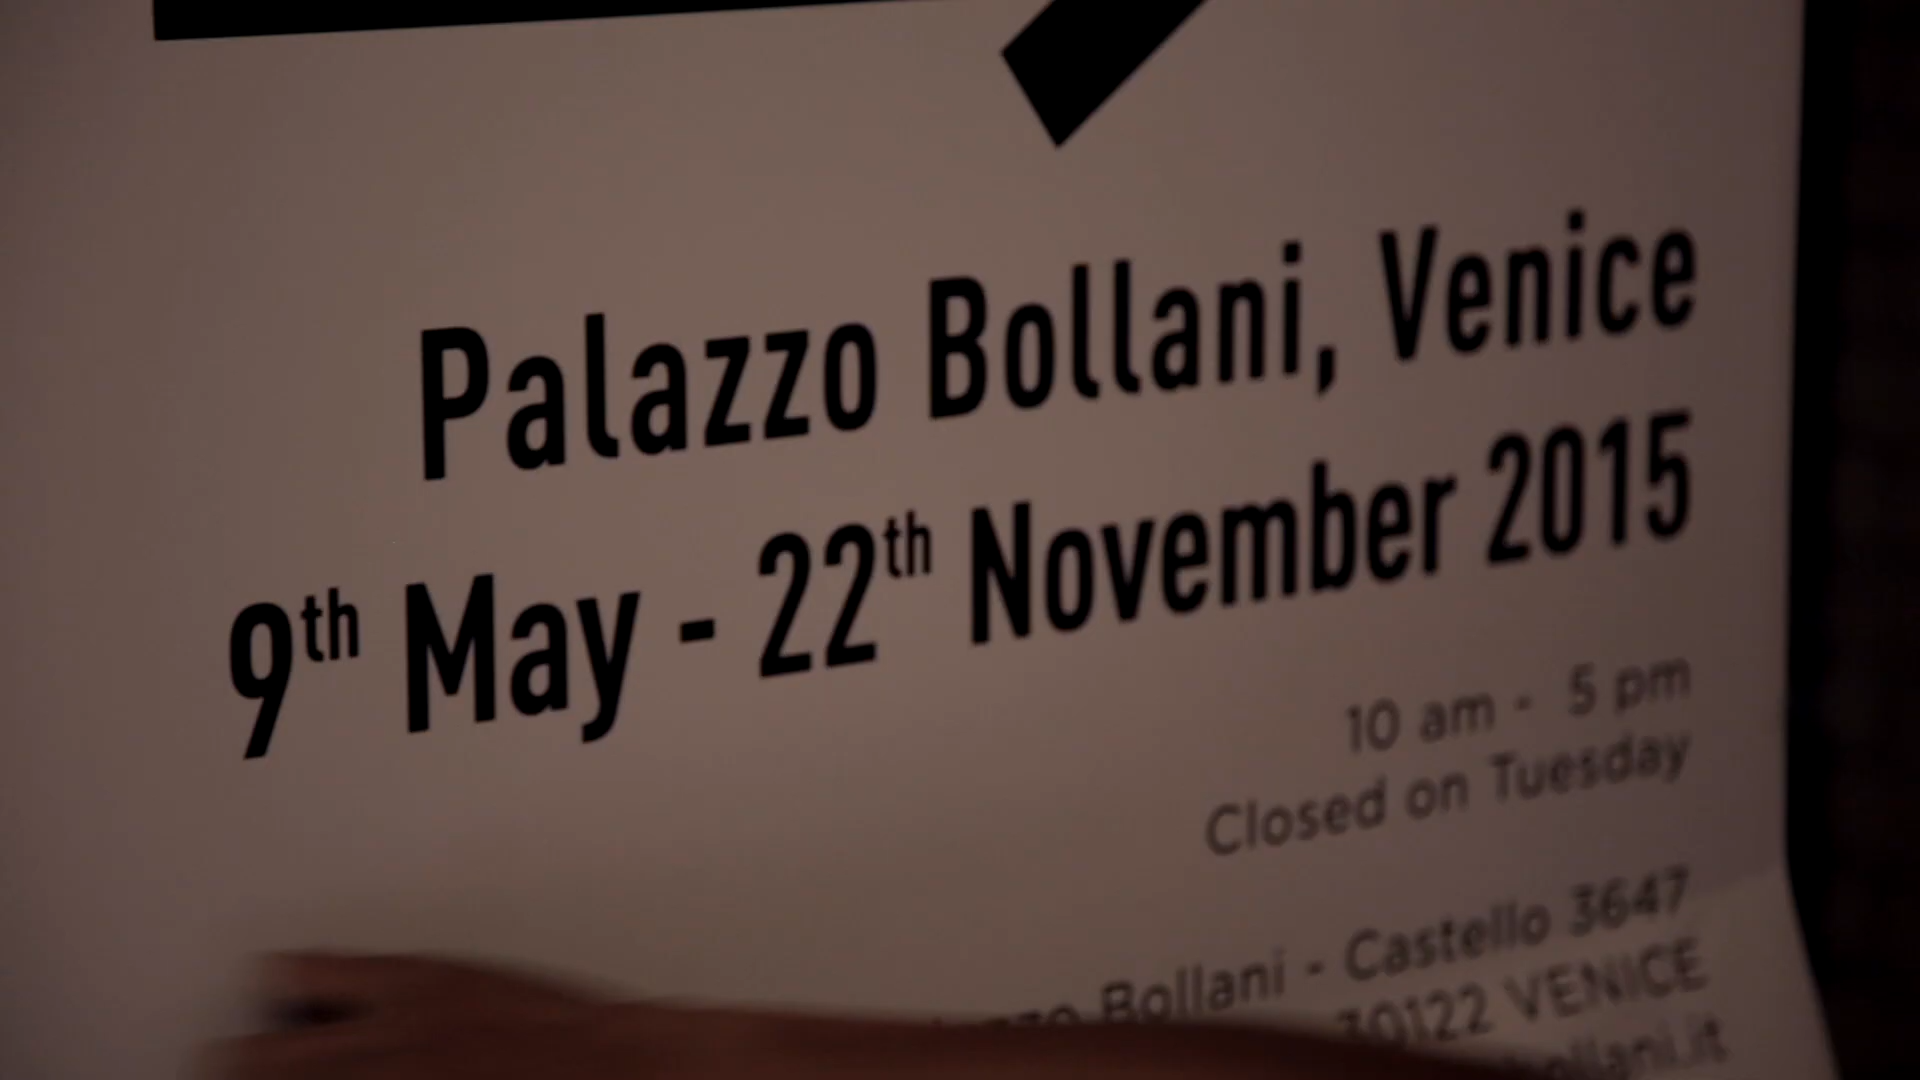 Palazzo Bollani, Venice
9th May - 22th November 2015
10 am - 5 pm
Closed on Tuesday
Bollani - Castello 3647
30122 VENICE